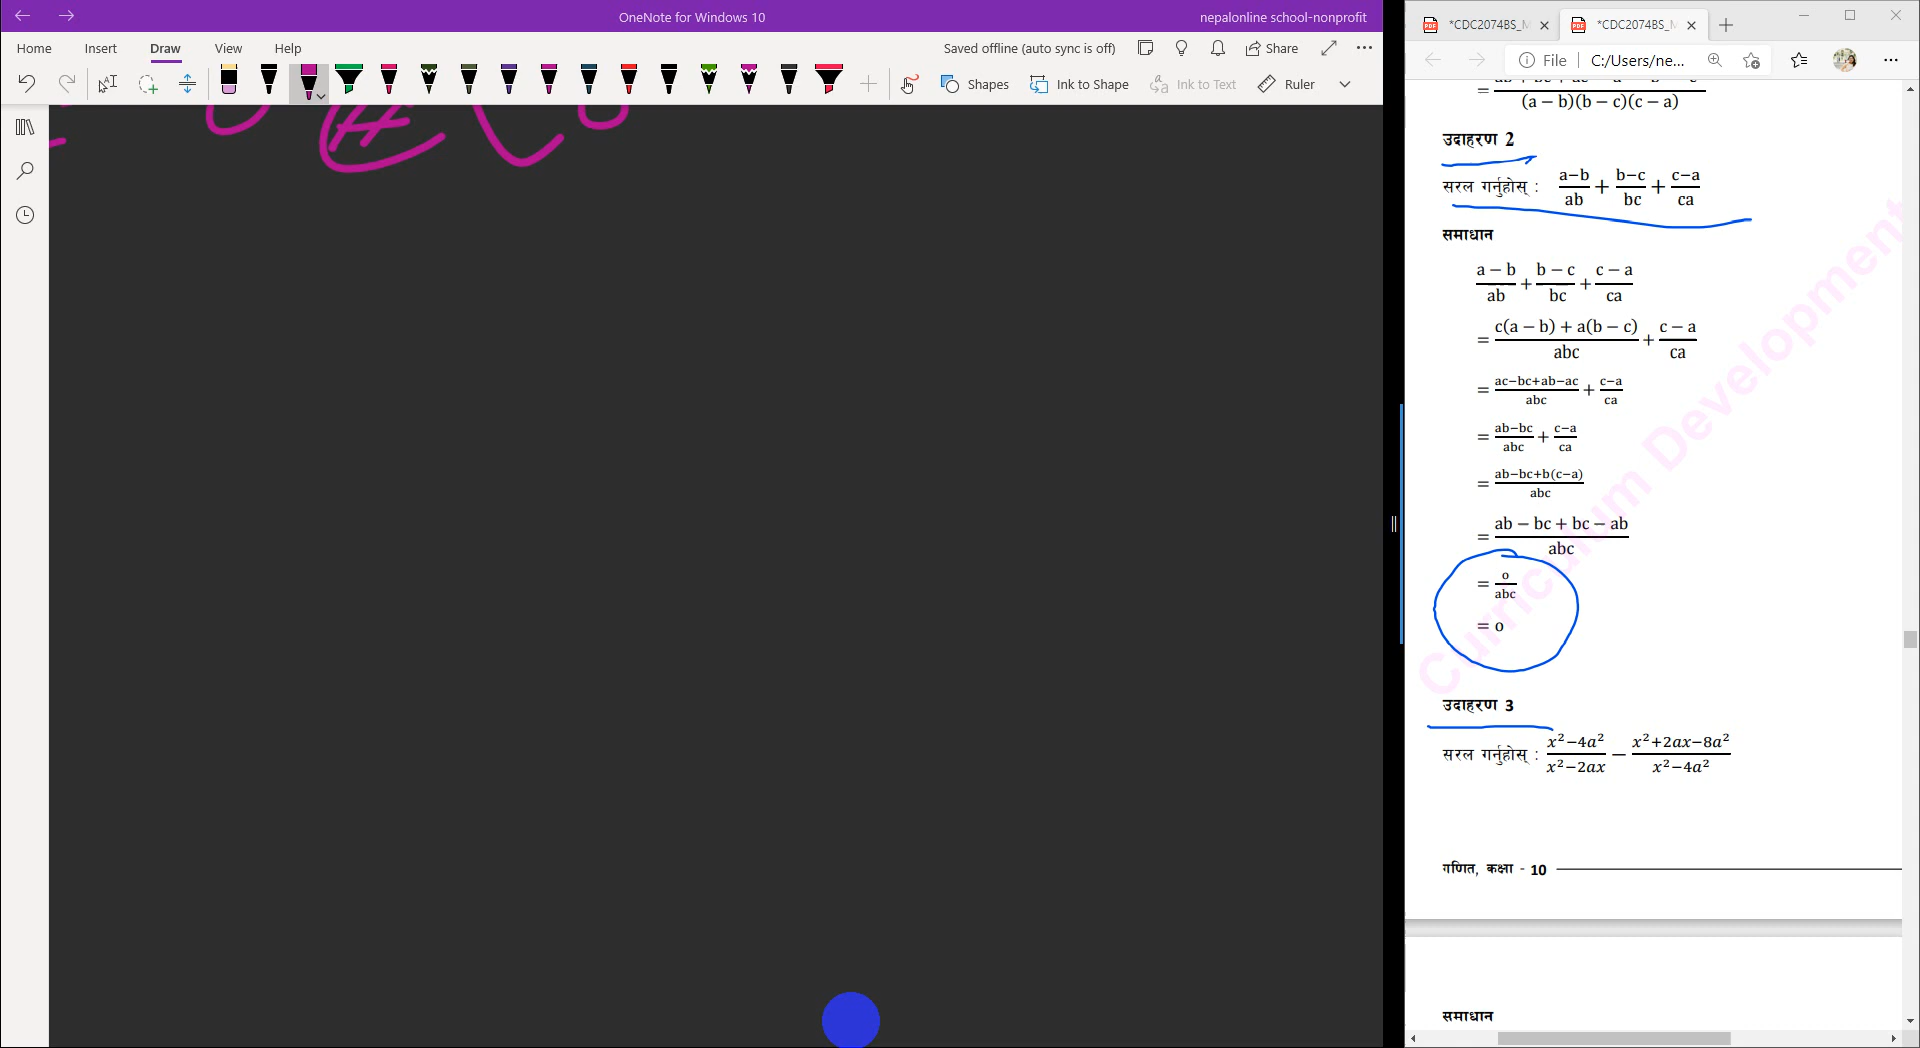 OneNote for Windows 10
nepalonline school-nonprofit
Home Insert Draw View Help
Saved offline (auto sync is off) Share
Shapes Ink to Shape Ink to Text Ruler
*CDC2074BS_M *CDC2074BS_M
File C:/Users/ne...
(a − b)(b − c)(c − a)
उदाहरण 2
सरल गर्नुहोस् : a−b/ab + b−c/bc + c−a/ca
समाधान
a − b/ab + b − c/bc + c − a/ca
= c(a − b) + a(b − c)/abc + c − a/ca
= ac−bc+ab−ac/abc + c−a/ca
= ab−bc/abc + c−a/ca
= ab−bc+b(c−a)/abc
= ab − bc + bc − ab/abc
= o/abc
= o
उदाहरण 3
सरल गर्नुहोस् : x²−4a²/x²−2ax − x²+2ax−8a²/x²−4a²
गणित, कक्षा - 10
समाधान
Curriculum Development